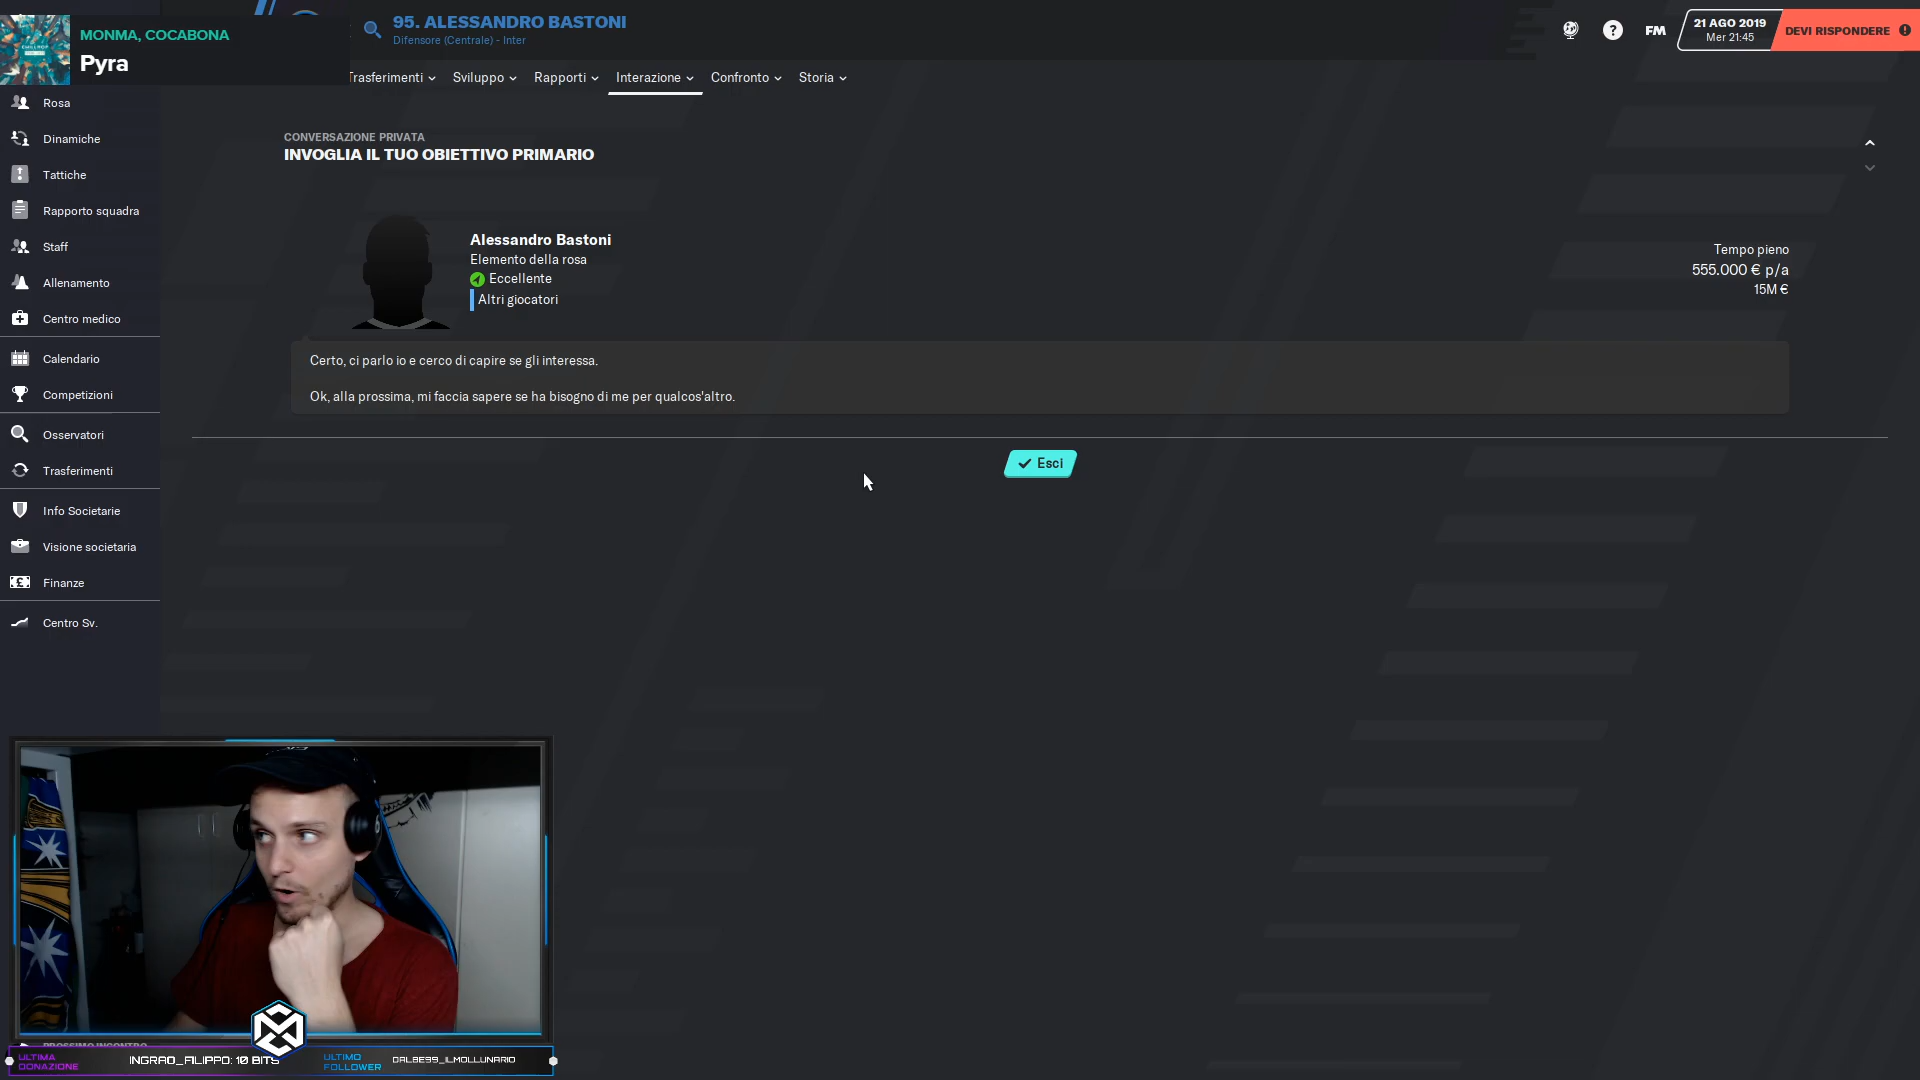 MONMA, COCABONA
Pyra
95. ALESSANDRO BASTONI
Difensore (Centrale) - Inter
FM
21 AGO 2019
Mer 21:45
DEVI RISPONDERE
Trasferimenti
Sviluppo
Rapporti
Interazione
Confronto
Storia
Rosa
Dinamiche
Tattiche
Rapporto squadra
Staff
Allenamento
Centro medico
Calendario
Competizioni
Osservatori
Trasferimenti
Info Societarie
Visione societaria
Finanze
Centro Sv.
CONVERSAZIONE PRIVATA
INVOGLIA IL TUO OBIETTIVO PRIMARIO
Alessandro Bastoni
Elemento della rosa
Eccellente
Altri giocatori
Tempo pieno
555.000 € p/a
15M €
Certo, ci parlo io e cerco di capire se gli interessa.
Ok, alla prossima, mi faccia sapere se ha bisogno di me per qualcos'altro.
Esci
ULTIMA DONAZIONE
INGRAO_FILIPPO: 10 BITS
ULTIMO FOLLOWER
DALBE99_ILMOLLUNARIO